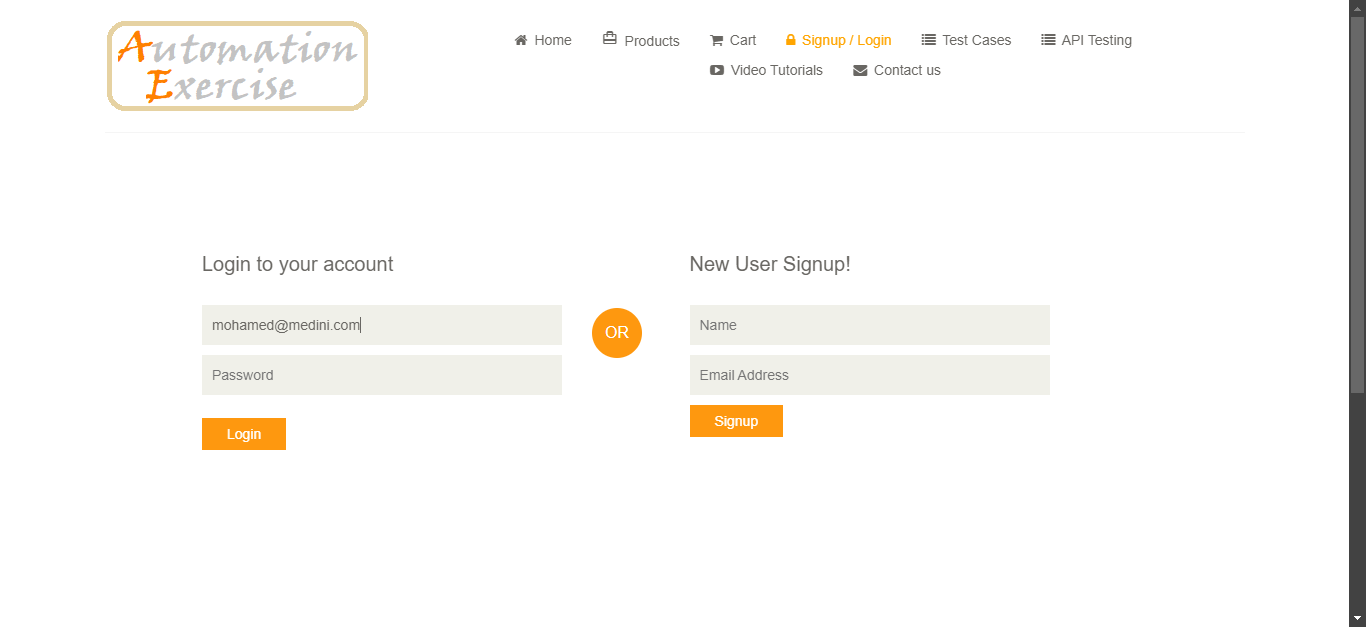 Automation
Exercise
Home
Products
Cart
Signup / Login
Test Cases
API Testing
Video Tutorials
Contact us
Login to your account
mohamed@medini.com
Password
Login
OR
New User Signup!
Name
Email Address
Signup